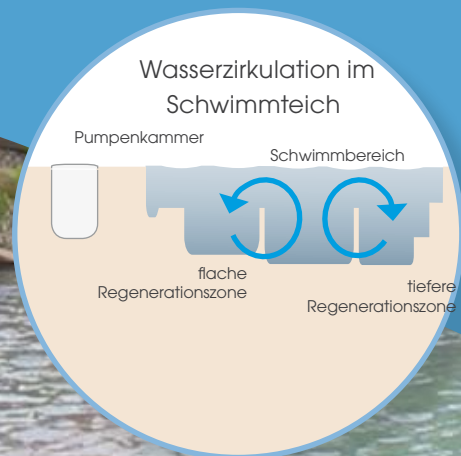 Wasserzirkulation im
Schwimmteich
Pumpenkammer
Schwimmbereich
flache
Regenerationszone
tiefere
Regenerationszone